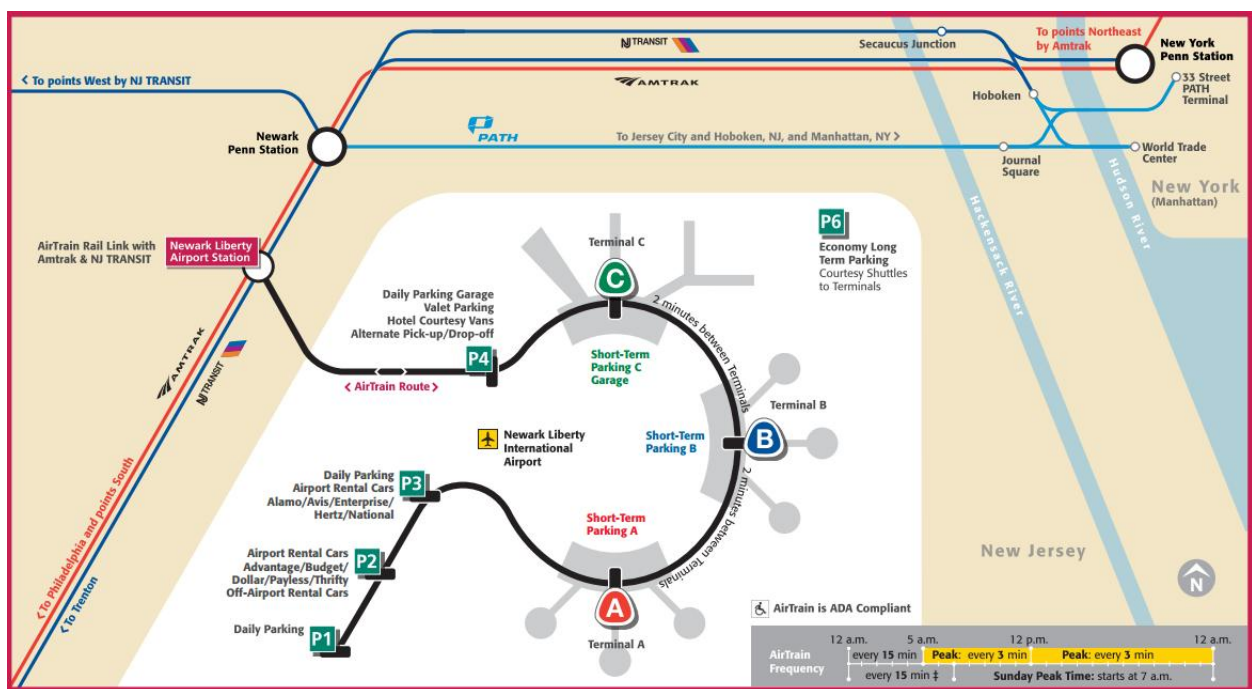 NJ TRANSIT
Secaucus Junction
To points Northeast
by Amtrak
New York
Penn Station
< To points West by NJ TRANSIT
AMTRAK
33 Street
PATH
Terminal
Hoboken
Newark
Penn Station
PATH
To Jersey City and Hoboken, NJ, and Manhattan, NY >
Journal
Square
World Trade
Center
New York
(Manhattan)
Hudson River
Hackensack River
AirTrain Rail Link with
Amtrak & NJ TRANSIT
Newark Liberty
Airport Station
P6
Economy Long
Term Parking
Courtesy Shuttles
to Terminals
Terminal C
C
Daily Parking Garage
Valet Parking
Hotel Courtesy Vans
Alternate Pick-up/Drop-off
P4
2 minutes between Terminals
Short-Term
Parking C
Garage
< AirTrain Route >
AMTRAK
NJ TRANSIT
Terminal B
B
Short-Term
Parking B
Newark Liberty
International
Airport
2 minutes between Terminals
Daily Parking
Airport Rental Cars
Alamo/Avis/Enterprise/
Hertz/National
P3
Short-Term
Parking A
Airport Rental Cars
Advantage/Budget/
Dollar/Payless/Thrifty
Off-Airport Rental Cars
P2
A
Terminal A
Daily Parking
P1
< To Philadelphia and points South
< To Trenton
New Jersey
N
AirTrain is ADA Compliant
12 a.m. 5 a.m. 12 p.m. 12 a.m.
AirTrain
Frequency
every 15 min Peak: every 3 min Peak: every 3 min
every 15 min ‡ Sunday Peak Time: starts at 7 a.m.